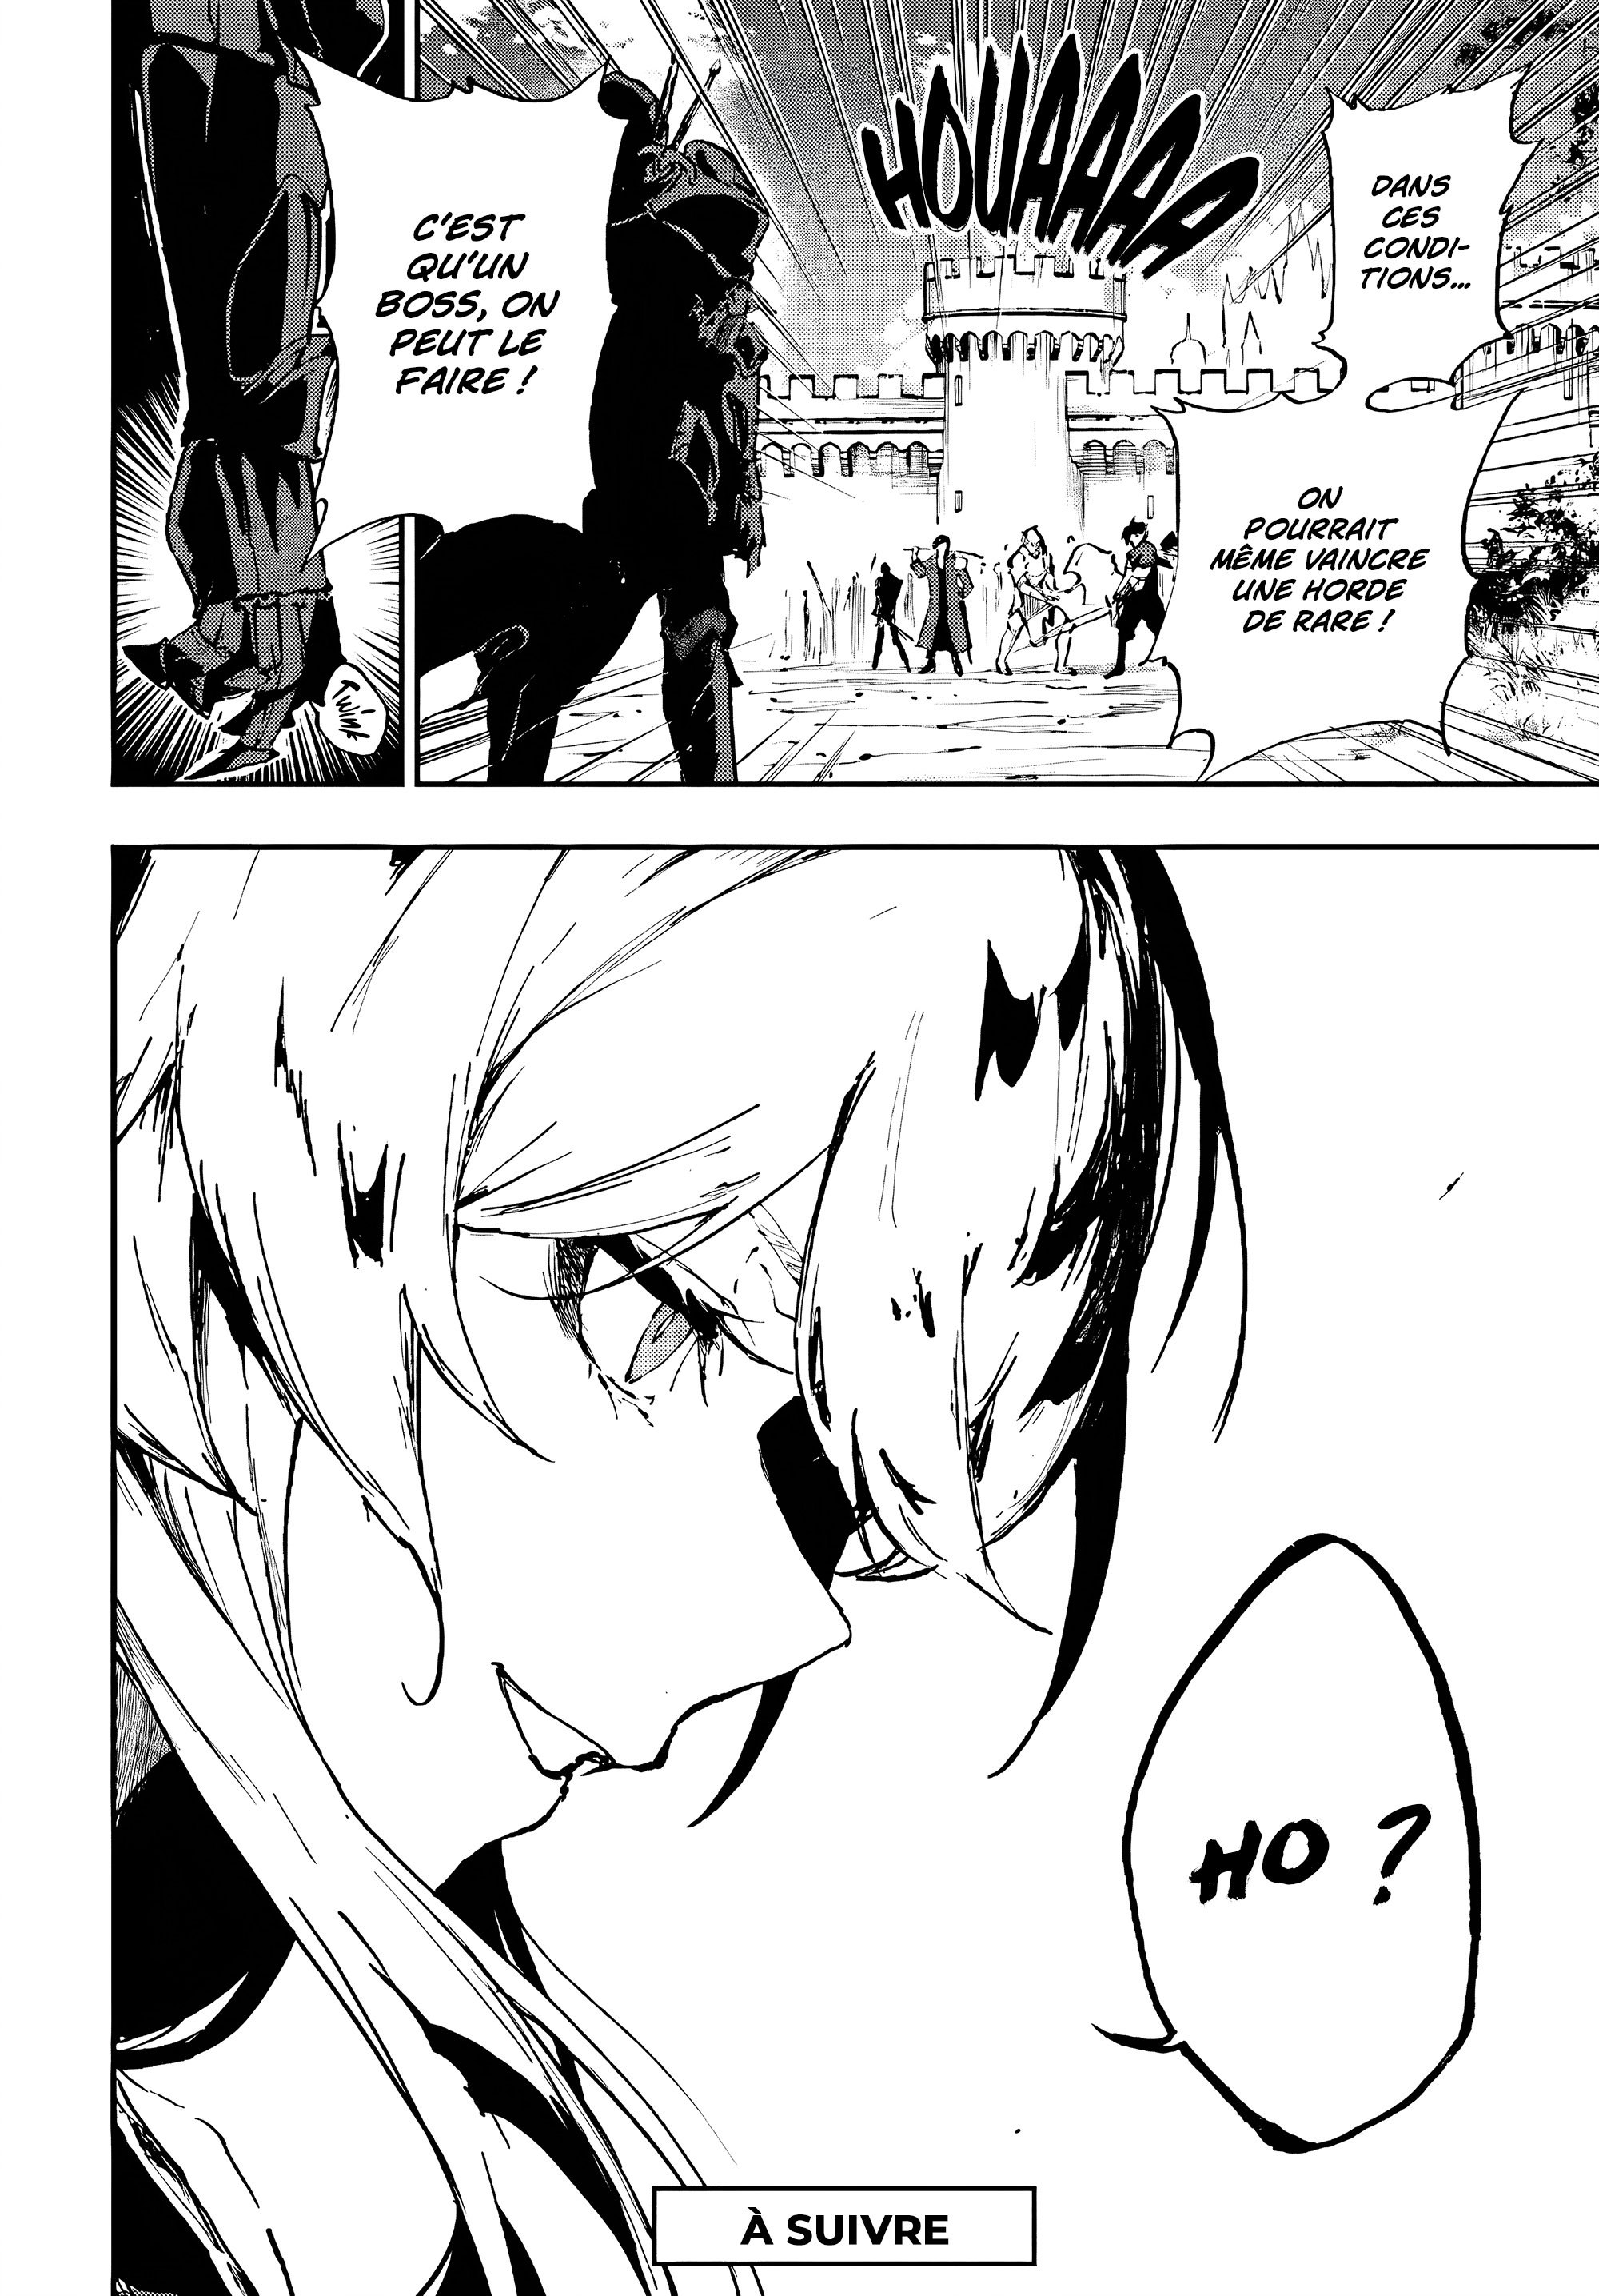 DANS
CES
CONDI-
TIONS...
ON
POURRAIT
MÊME VAINCRE
UNE HORDE
DE RARE !
HOUAAAA
C'EST
QU'UN
BOSS, ON
PEUT LE
FAIRE !
TWINK
HO ?
À SUIVRE